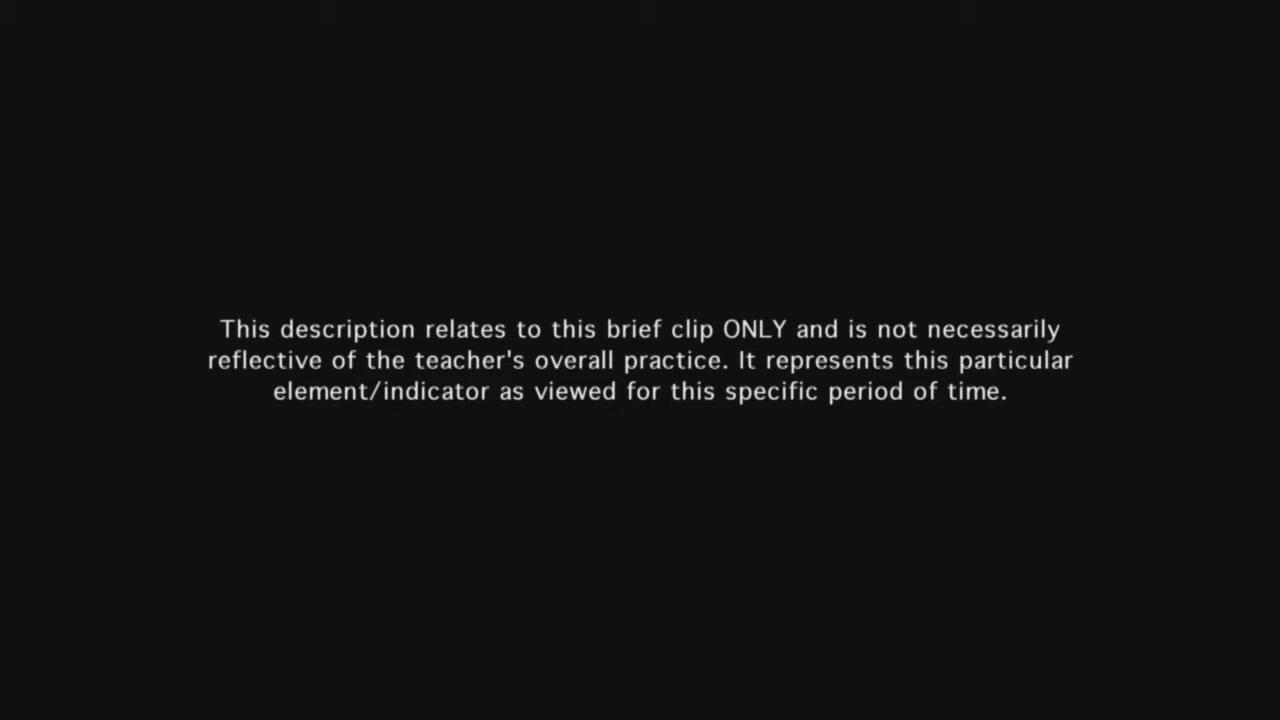 This description relates to this brief clip ONLY and is not necessarily
reflective of the teacher's overall practice. It represents this particular
element/indicator as viewed for this specific period of time.